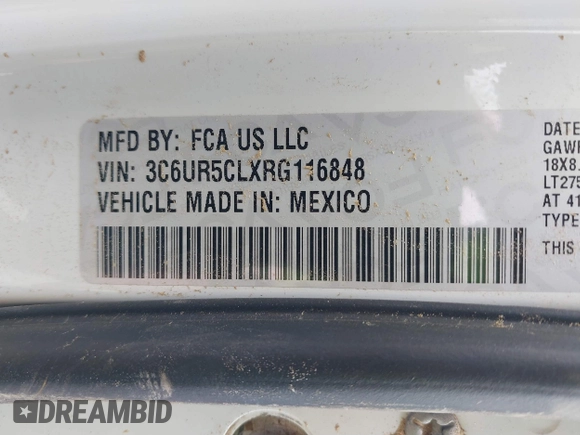 MFD BY: FCA US LLC
VIN: 3C6UR5CLXRG116848
VEHICLE MADE IN: MEXICO
DATE
GAWR
18X8.
LT275
AT 41
TYPE
THIS
DREAMBID